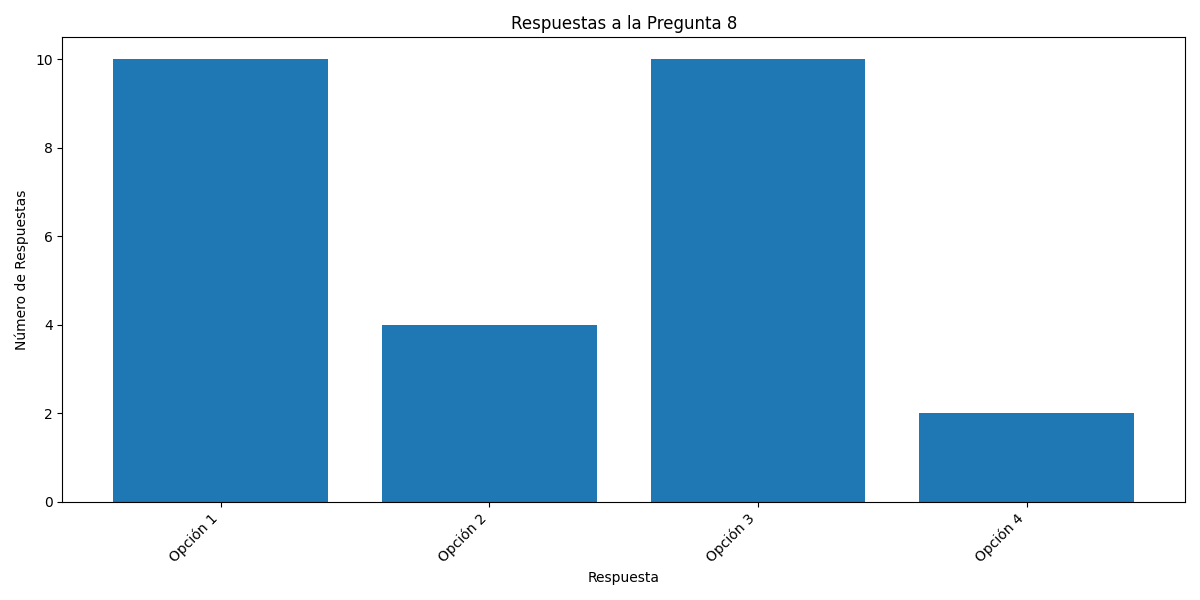 Respuestas a la Pregunta 8
Número de Respuestas
10
8
6
4
2
0
Opción 1
Opción 2
Opción 3
Opción 4
Respuesta